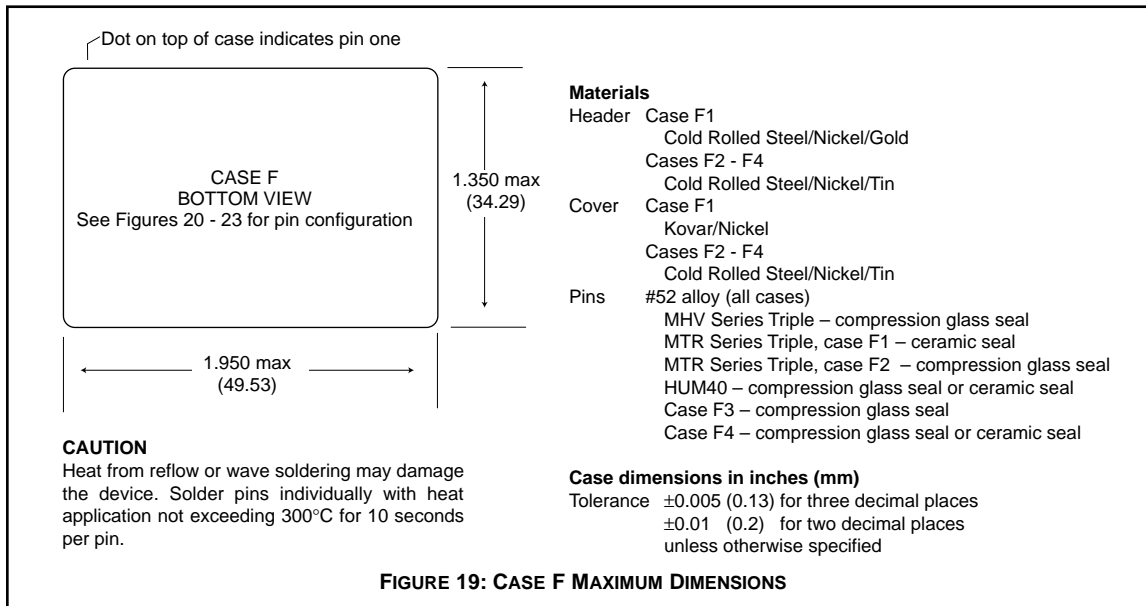 Dot on top of case indicates pin one
CASE F
BOTTOM VIEW
See Figures 20 - 23 for pin configuration
1.350 max
(34.29)
1.950 max
(49.53)
CAUTION
Heat from reflow or wave soldering may damage
the device. Solder pins individually with heat
application not exceeding 300°C for 10 seconds
per pin.
Materials
Header Case F1
Cold Rolled Steel/Nickel/Gold
Cases F2 - F4
Cold Rolled Steel/Nickel/Tin
Cover Case F1
Kovar/Nickel
Cases F2 - F4
Cold Rolled Steel/Nickel/Tin
Pins #52 alloy (all cases)
MHV Series Triple – compression glass seal
MTR Series Triple, case F1 – ceramic seal
MTR Series Triple, case F2 – compression glass seal
HUM40 – compression glass seal or ceramic seal
Case F3 – compression glass seal
Case F4 – compression glass seal or ceramic seal
Case dimensions in inches (mm)
Tolerance ±0.005 (0.13) for three decimal places
±0.01 (0.2) for two decimal places
unless otherwise specified
FIGURE 19: CASE F MAXIMUM DIMENSIONS